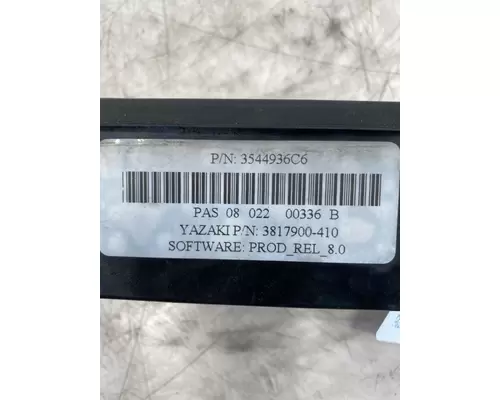 P/N: 3544936C6
PAS 08 022 00336 B
YAZAKI P/N: 3817900-410
SOFTWARE: PROD_REL_8.0